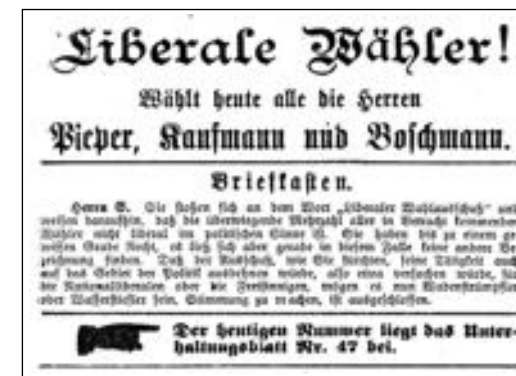 Liberale Wähler!
Wählt heute alle die Herren
Pieper, Kaufmann und Boschmann.
Briefkasten.
Herrn E. Sie stoßen sich an dem Wort „liberaler Wahlausschuß“ und
weisen daraufhin, daß die überwiegende Mehrzahl aller in Betracht kommenden
Wähler nicht liberal im politischen Sinne ist. Sie haben bis zu einem ge-
wissen Grade Recht, es ließ sich aber gerade in diesem Falle keine andere Be-
zeichnung finden. Daß der Ausschuß, wie Sie fürchten, seine Tätigkeit auch
auf das Gebiet der Politik ausdehnen würde, also etwa versuchen würde, für
die Nationalliberalen oder die Freisinnigen, mögen es nun Wadenstrümpfler
oder Wasserstiefler sein, Stimmung zu machen, ist ausgeschlossen.
Der heutigen Nummer liegt das Unter-
haltungsblatt Nr. 47 bei.